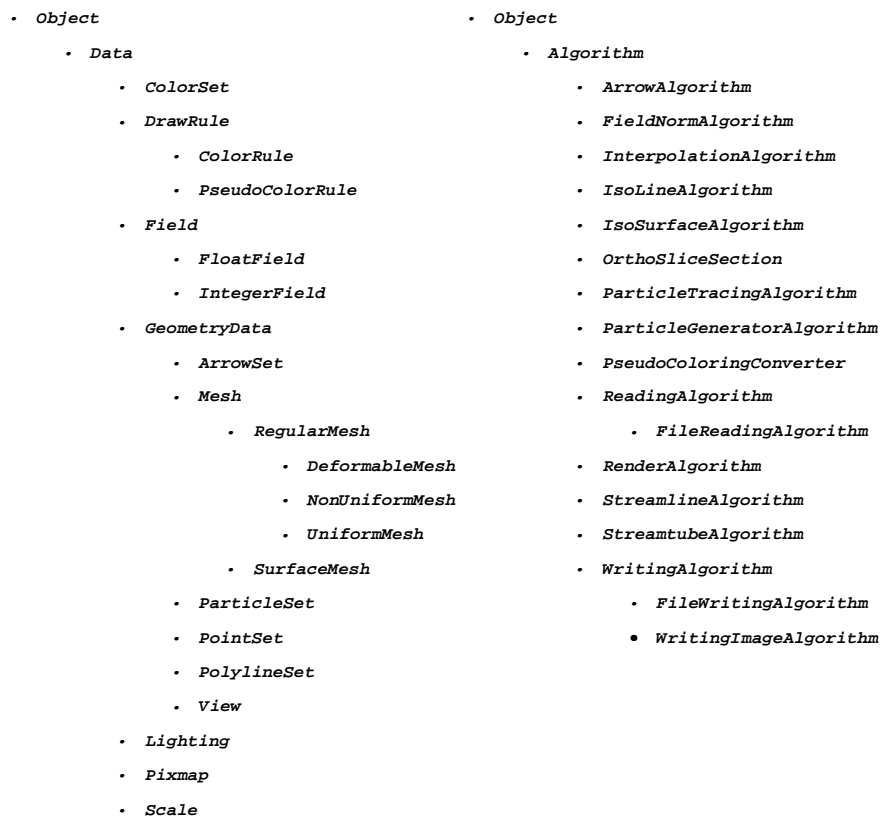 • Object
• Data
• ColorSet
• DrawRule
• ColorRule
• PseudoColorRule
• Field
• FloatField
• IntegerField
• GeometryData
• ArrowSet
• Mesh
• RegularMesh
• DeformableMesh
• NonUniformMesh
• UniformMesh
• SurfaceMesh
• ParticleSet
• PointSet
• PolylineSet
• View
• Lighting
• Pixmap
• Scale
• Object
• Algorithm
• ArrowAlgorithm
• FieldNormAlgorithm
• InterpolationAlgorithm
• IsoLineAlgorithm
• IsoSurfaceAlgorithm
• OrthoSliceSection
• ParticleTracingAlgorithm
• ParticleGeneratorAlgorithm
• PseudoColoringConverter
• ReadingAlgorithm
• FileReadingAlgorithm
• RenderAlgorithm
• StreamlineAlgorithm
• StreamtubeAlgorithm
• WritingAlgorithm
• FileWritingAlgorithm
• WritingImageAlgorithm